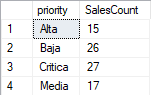 priority SalesCount
1 Alta 15
2 Baja 26
3 Critica 27
4 Media 17